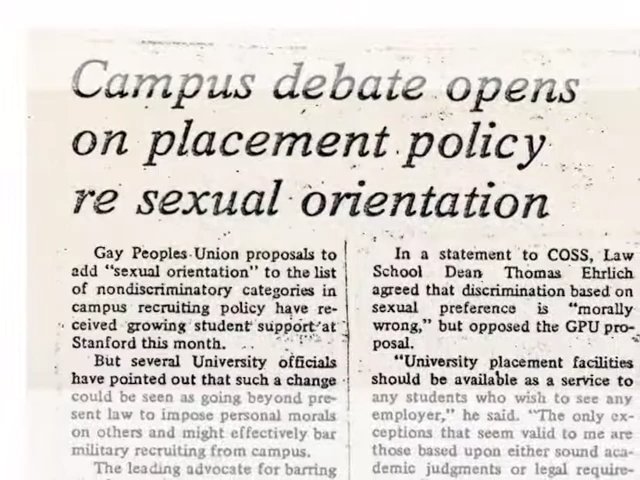 Campus debate opens
on placement policy
re sexual orientation
Gay Peoples Union proposals to
add "sexual orientation" to the list
of nondiscriminatory categories in
campus recruiting policy have re-
ceived growing student support at
Stanford this month.
But several University officials
have pointed out that such a change
could be seen as going beyond pre-
sent law to impose personal morals
on others and might effectively bar
military recruiting from campus.
The leading advocate for barring
In a statement to COSS, Law
School Dean Thomas Ehrlich
agreed that discrimination based on
sexual preference is "morally
wrong," but opposed the GPU pro-
posal.
"University placement facilities
should be available as a service to
any students who wish to see any
employer," he said. "The only ex-
ceptions that seem valid to me are
those based upon either sound aca-
demic judgments or legal require-